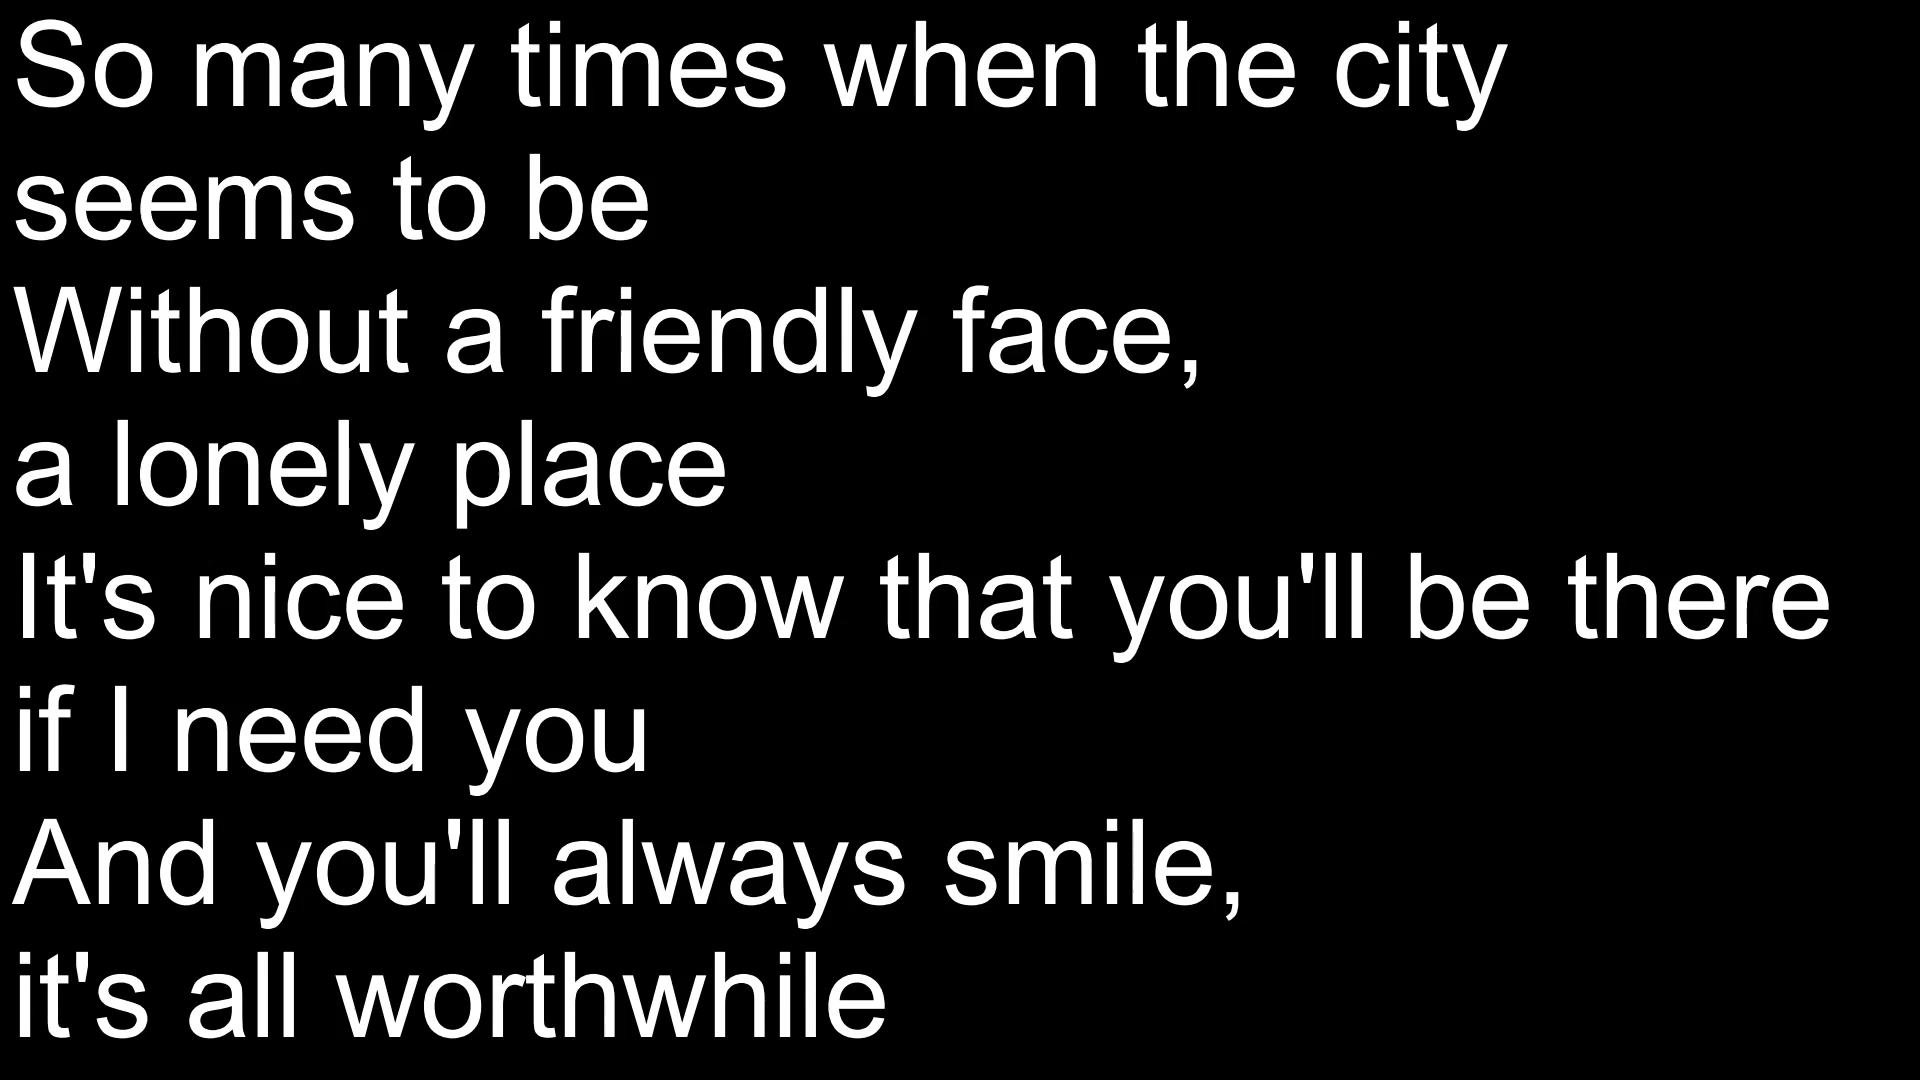 So many times when the city
seems to be
Without a friendly face,
a lonely place
It's nice to know that you'll be there
if I need you
And you'll always smile,
it's all worthwhile